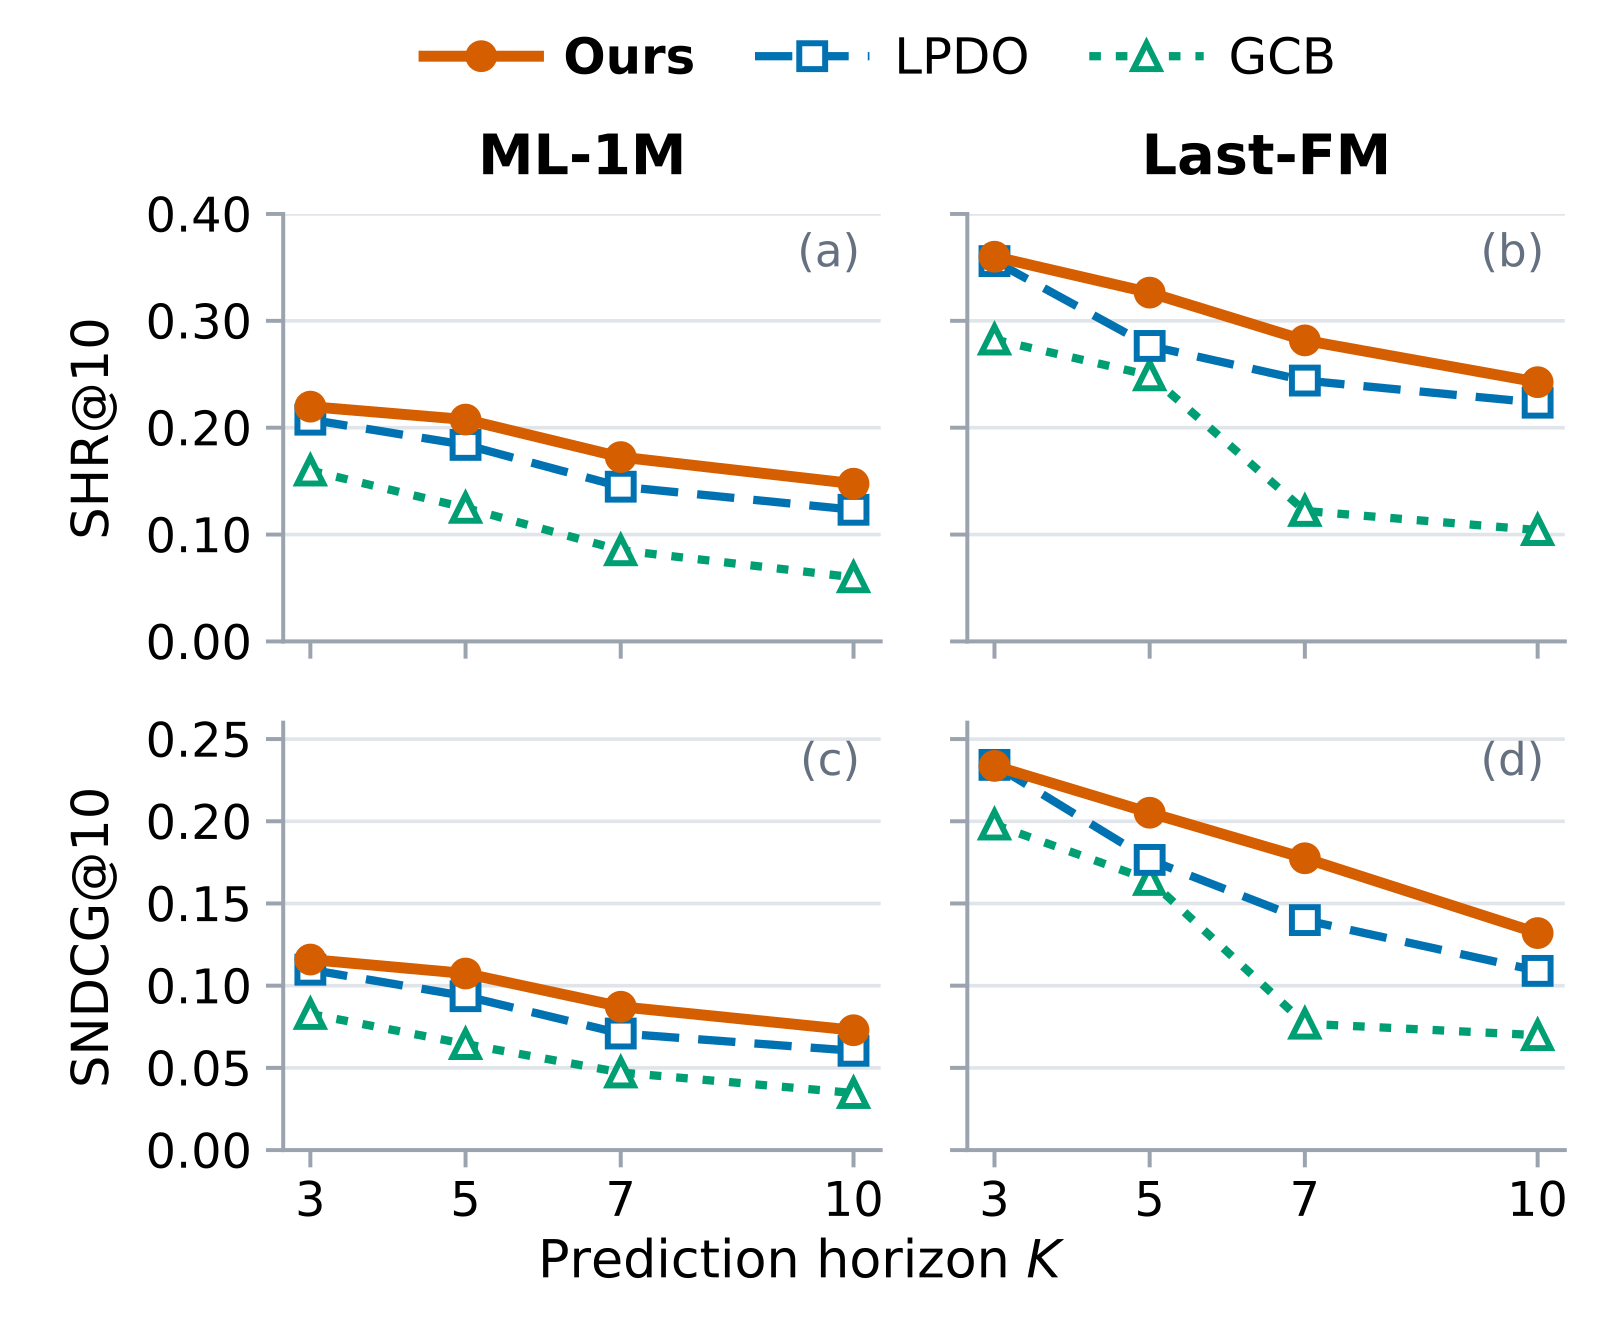 Ours LPDO GCB
ML-1M Last-FM
SHR@10
0.40
0.30
0.20
0.10
0.00
(a)
(b)
SNDCG@10
0.25
0.20
0.15
0.10
0.05
0.00
(c)
(d)
3 5 7 10 3 5 7 10
Prediction horizon K